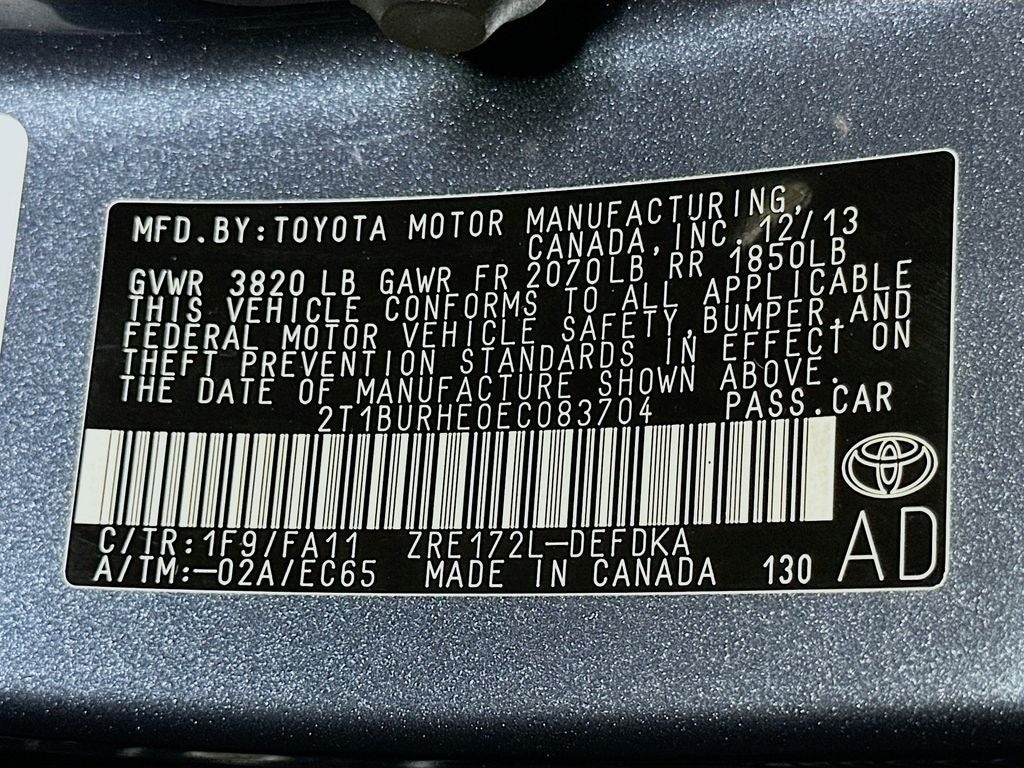 MFD.BY:TOYOTA MOTOR MANUFACTURING,
CANADA,INC. 12/13
GVWR 3820 LB GAWR FR 2070LB RR 1850LB
THIS VEHICLE CONFORMS TO ALL APPLICABLE
FEDERAL MOTOR VEHICLE SAFETY,BUMPER,AND
THEFT PREVENTION STANDARDS IN EFFECT ON
THE DATE OF MANUFACTURE SHOWN ABOVE.
2T1BURHE0EC083704 PASS.CAR
C/TR:1F9/FA11 ZRE172L-DEFDKA
A/TM:-02A/EC65 MADE IN CANADA 130
AD